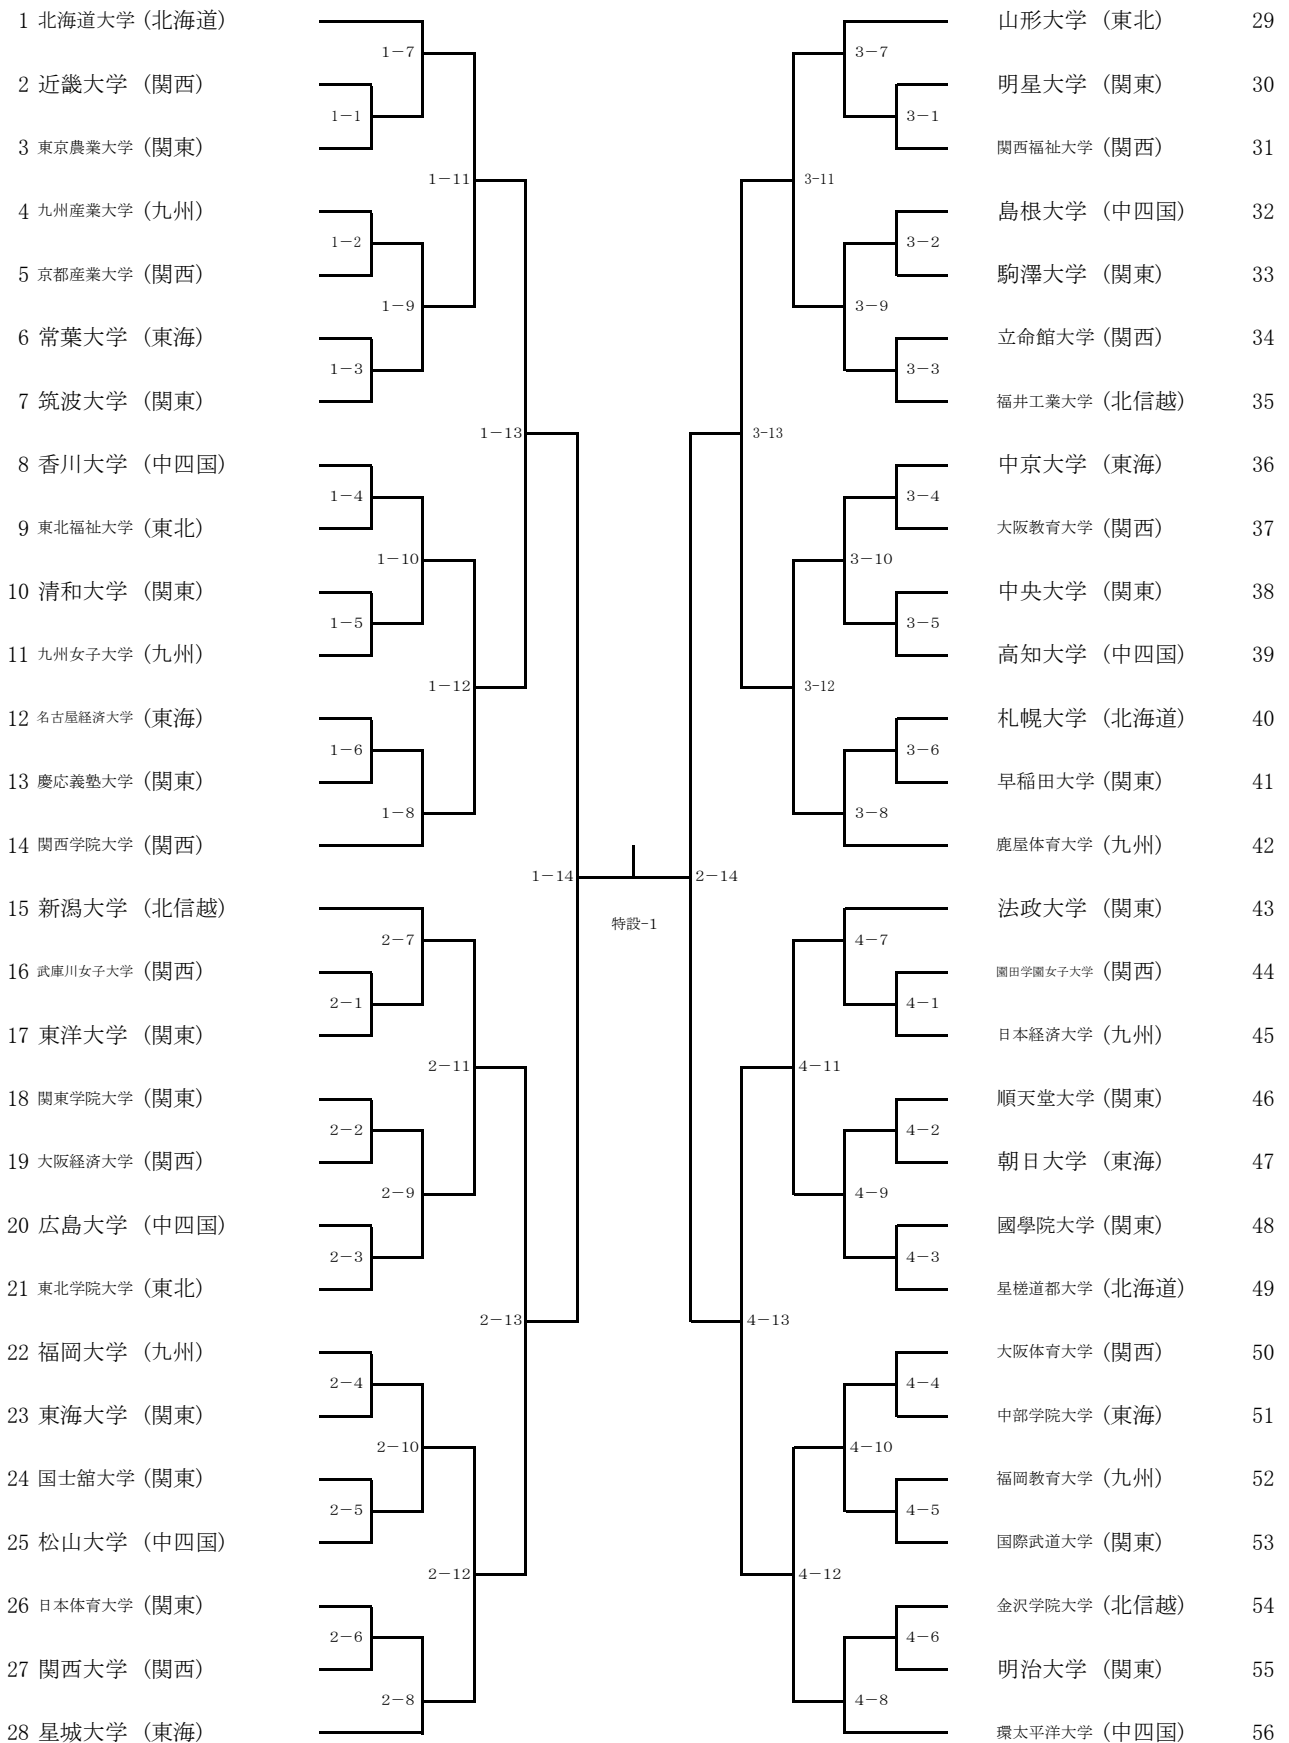 1 北海道大学 (北海道)
1－7
2 近畿大学 (関西)
1－1
3 東京農業大学 (関東)
1－11
4 九州産業大学 (九州)
1－2
5 京都産業大学 (関西)
1－9
6 常葉大学 (東海)
1－3
7 筑波大学 (関東)
1－13
8 香川大学 (中四国)
1－4
9 東北福祉大学 (東北)
1－10
10 清和大学 (関東)
1－5
11 九州女子大学 (九州)
1－12
12 名古屋経済大学 (東海)
1－6
13 慶応義塾大学 (関東)
1－8
14 関西学院大学 (関西)
1－14
15 新潟大学 (北信越)
2－7
16 武庫川女子大学 (関西)
2－1
17 東洋大学 (関東)
2－11
18 関東学院大学 (関東)
2－2
19 大阪経済大学 (関西)
2－9
20 広島大学 (中四国)
2－3
21 東北学院大学 (東北)
2－13
22 福岡大学 (九州)
2－4
23 東海大学 (関東)
2－10
24 国士舘大学 (関東)
2－5
25 松山大学 (中四国)
2－12
26 日本体育大学 (関東)
2－6
27 関西大学 (関西)
2－8
28 星城大学 (東海)
特設-1
山形大学 (東北) 29
3－7
明星大学 (関東) 30
3－1
関西福祉大学 (関西) 31
3-11
島根大学 (中四国) 32
3－2
駒澤大学 (関東) 33
3－9
立命館大学 (関西) 34
3－3
福井工業大学 (北信越) 35
3-13
中京大学 (東海) 36
3－4
大阪教育大学 (関西) 37
3－10
中央大学 (関東) 38
3－5
高知大学 (中四国) 39
3-12
札幌大学 (北海道) 40
3－6
早稲田大学 (関東) 41
3－8
鹿屋体育大学 (九州) 42
2－14
法政大学 (関東) 43
4－7
園田学園女子大学 (関西) 44
4－1
日本経済大学 (九州) 45
4－11
順天堂大学 (関東) 46
4－2
朝日大学 (東海) 47
4－9
國學院大学 (関東) 48
4－3
星槎道都大学 (北海道) 49
4－13
大阪体育大学 (関西) 50
4－4
中部学院大学 (東海) 51
4－10
福岡教育大学 (九州) 52
4－5
国際武道大学 (関東) 53
4－12
金沢学院大学 (北信越) 54
4－6
明治大学 (関東) 55
4－8
環太平洋大学 (中四国) 56